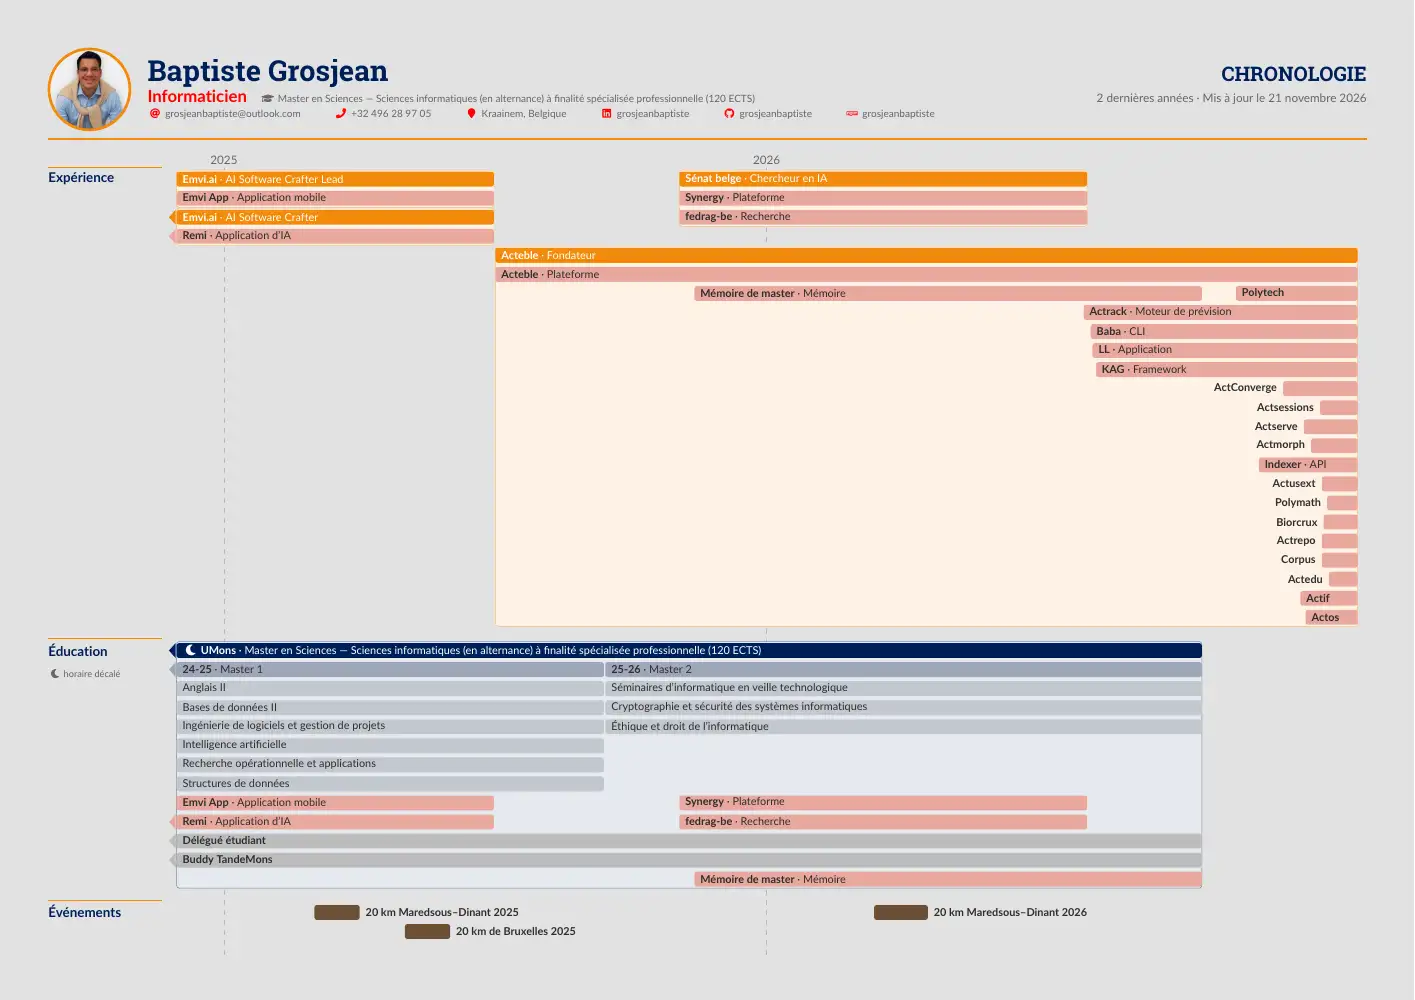 Baptiste Grosjean
CHRONOLOGIE
Informaticien Master en Sciences — Sciences informatiques (en alternance) à finalité spécialisée professionnelle (120 ECTS)
2 dernières années · Mis à jour le 21 novembre 2026
grosjeanbaptiste@outlook.com +32 496 28 97 05 Kraainem, Belgique grosjeanbaptiste grosjeanbaptiste grosjeanbaptiste
2025 2026
Expérience
Emvi.ai · AI Software Crafter Lead
Sénat belge · Chercheur en IA
Emvi App · Application mobile
Synergy · Plateforme
Emvi.ai · AI Software Crafter
fedrag-be · Recherche
Remi · Application d'IA
Acteble · Fondateur
Acteble · Plateforme
Mémoire de master · Mémoire
Polytech
Actrack · Moteur de prévision
Baba · CLI
LL · Application
KAG · Framework
ActConverge
Actsessions
Actserve
Actmorph
Indexer · API
Actusext
Polymath
Biorcrux
Actrepo
Corpus
Actedu
Actif
Actos
Éducation
horaire décalé
UMons · Master en Sciences — Sciences informatiques (en alternance) à finalité spécialisée professionnelle (120 ECTS)
24-25 · Master 1
25-26 · Master 2
Anglais II
Séminaires d'informatique en veille technologique
Bases de données II
Cryptographie et sécurité des systèmes informatiques
Ingénierie de logiciels et gestion de projets
Éthique et droit de l'informatique
Intelligence artificielle
Recherche opérationnelle et applications
Structures de données
Emvi App · Application mobile
Synergy · Plateforme
Remi · Application d'IA
fedrag-be · Recherche
Délégué étudiant
Buddy TandeMons
Mémoire de master · Mémoire
Événements
20 km Maredsous–Dinant 2025
20 km Maredsous–Dinant 2026
20 km de Bruxelles 2025